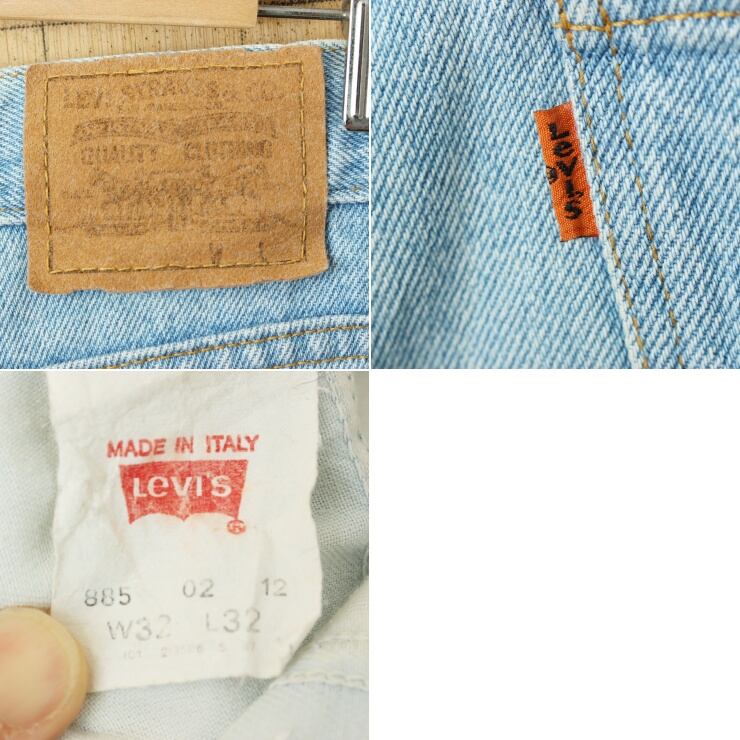 LEVI STRAUSS & CO.
QUALITY CLOTHING
Levi's
MADE IN ITALY
LEVI'S
®
885 02 12
W32 L32